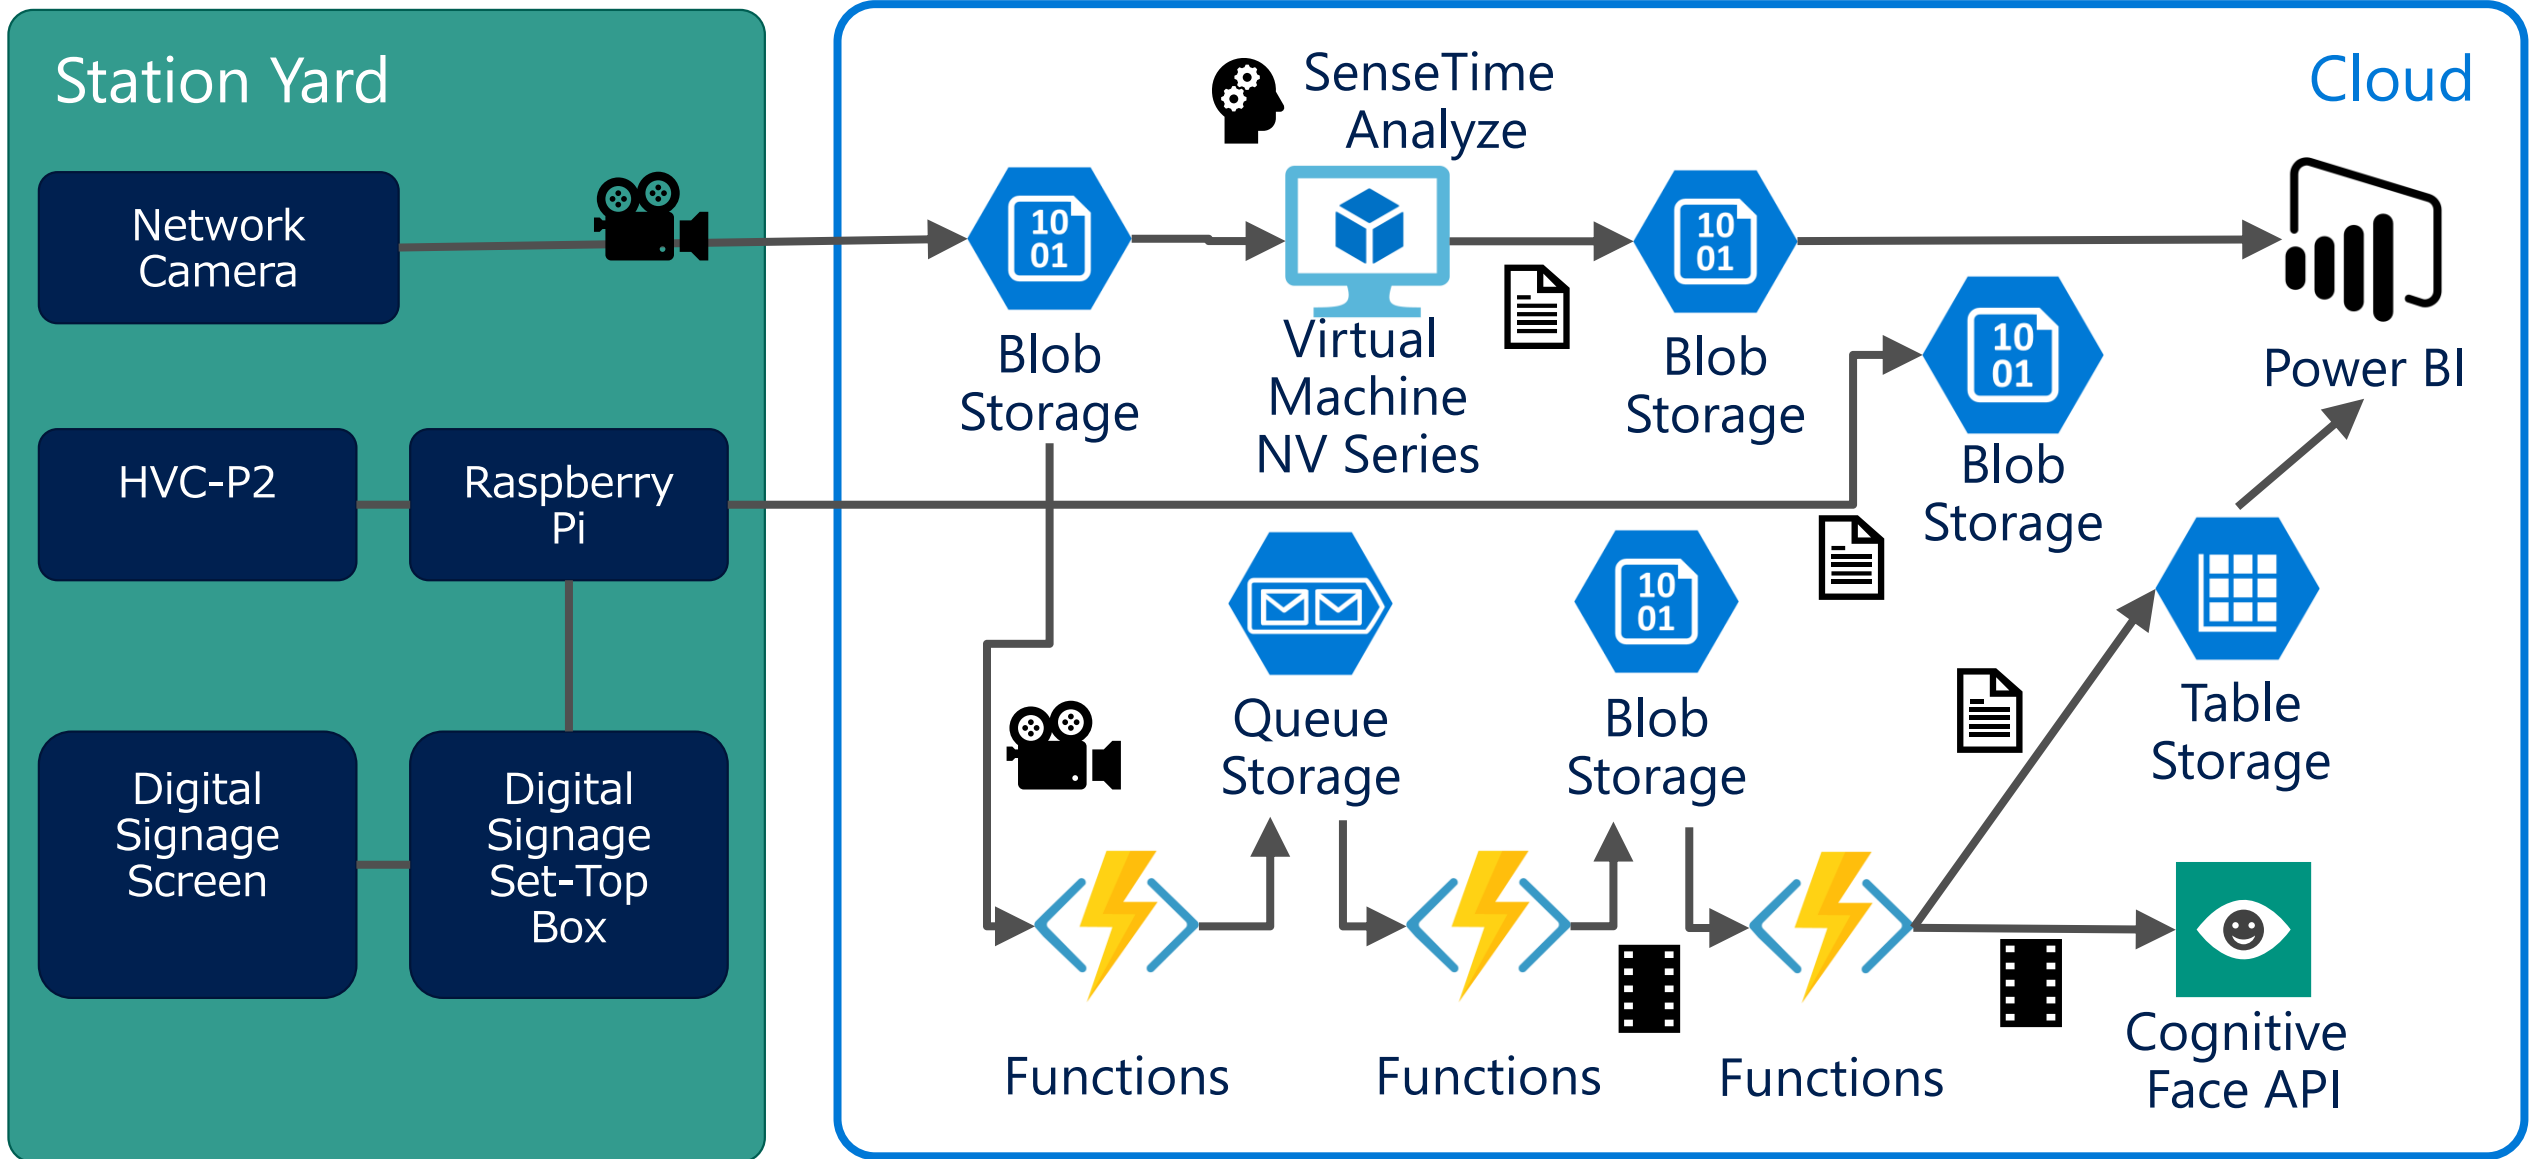 Station Yard
Network
Camera
HVC-P2
Raspberry
Pi
Digital
Signage
Screen
Digital
Signage
Set-Top
Box
Cloud
SenseTime
Analyze
10
01
Blob
Storage
Virtual
Machine
NV Series
10
01
Blob
Storage
10
01
Blob
Storage
Power BI
Queue
Storage
10
01
Blob
Storage
Table
Storage
Functions
Functions
Functions
Cognitive
Face API